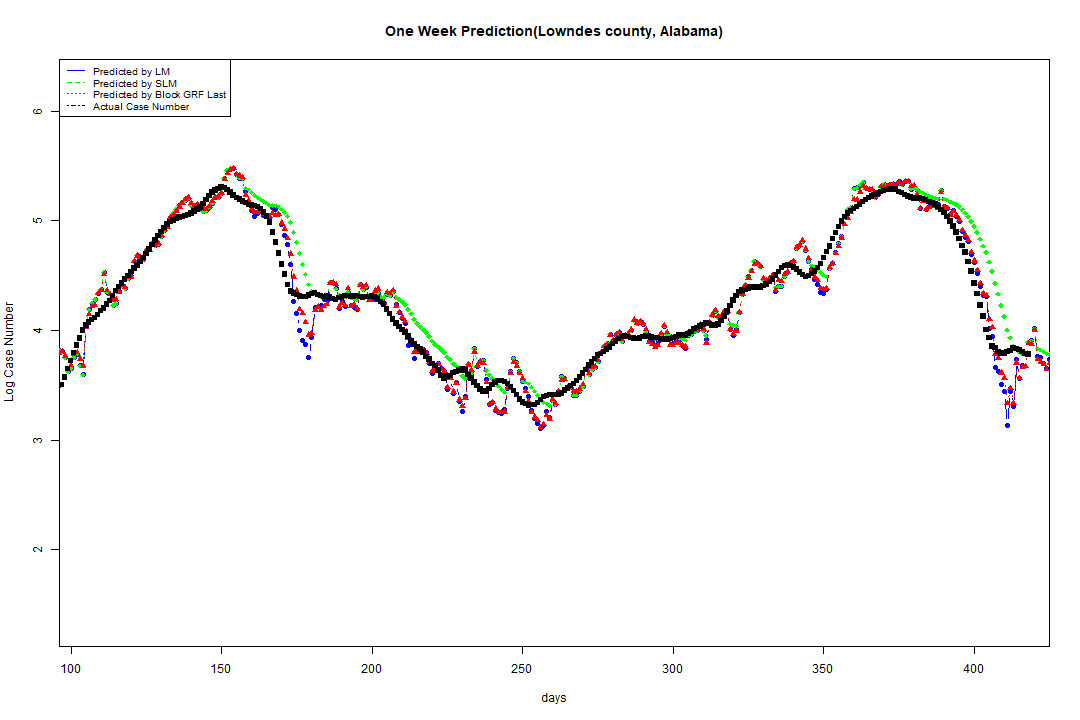 One Week Prediction(Lowndes county, Alabama)
Predicted by LM
Predicted by SLM
Predicted by Block GRF Last
Actual Case Number
6
5
4
3
2
Log Case Number
100 150 200 250 300 350 400
days